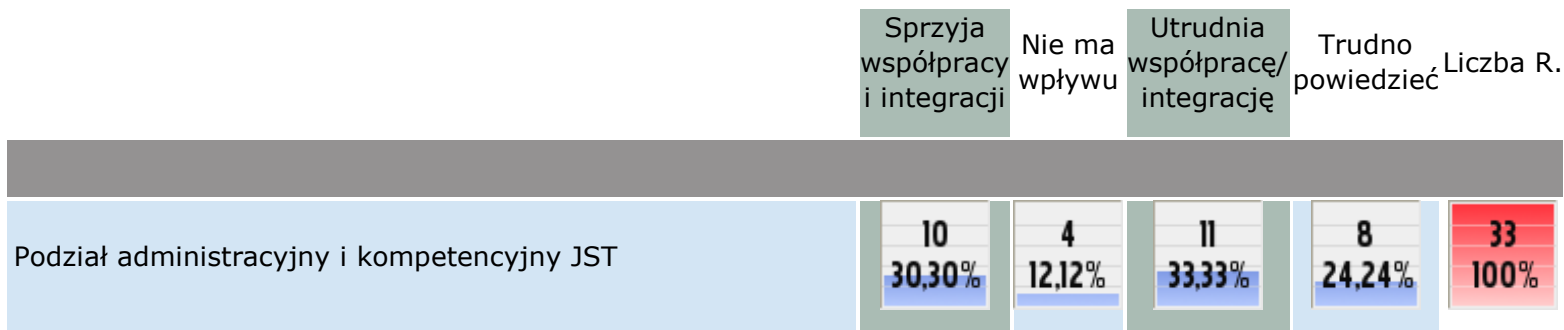 Sprzyja
współpracy
i integracji
Nie ma
wpływu
Utrudnia
współpracę/
integrację
Trudno
powiedzieć
Liczba R.
Podział administracyjny i kompetencyjny JST
10
30,30%
4
12,12%
11
33,33%
8
24,24%
33
100%